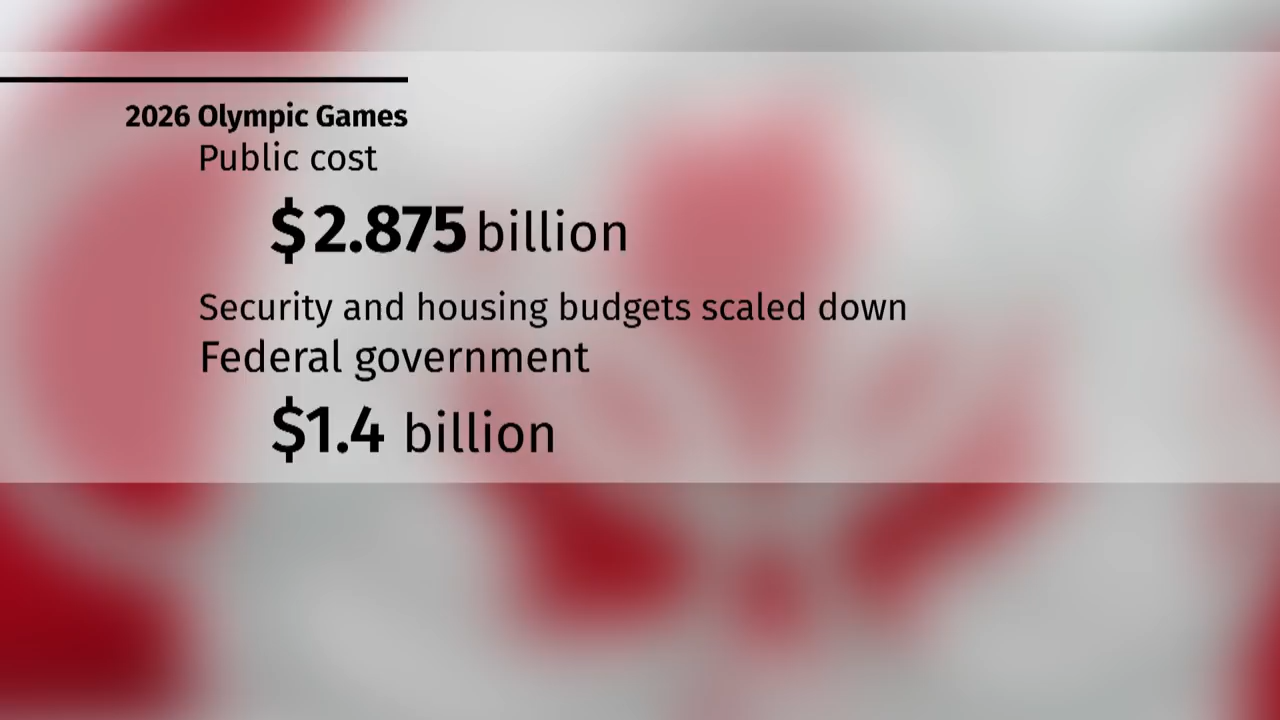 2026 Olympic Games
Public cost
$2.875 billion
Security and housing budgets scaled down
Federal government
$1.4 billion